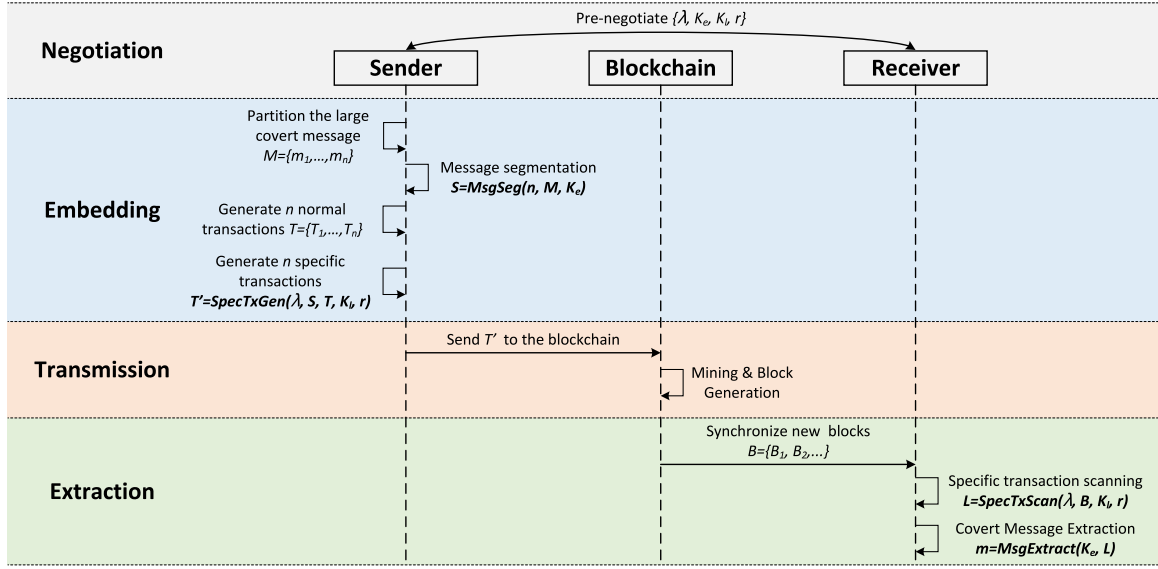 Pre-negotiate {λ, Kₑ, Kₗ, r}
Negotiation
Sender
Blockchain
Receiver
Partition the large
covert message
M={m₁,...,mₙ}
Message segmentation
S=MsgSeg(n, M, Kₑ)
Embedding
Generate n normal
transactions T={T₁,...,Tₙ}
Generate n specific
transactions
T’=SpecTxGen(λ, S, T, Kₗ, r)
Send T’ to the blockchain
Transmission
Mining & Block
Generation
Synchronize new blocks
B={B₁, B₂,...}
Extraction
Specific transaction scanning
L=SpecTxScan(λ, B, Kₗ, r)
Covert Message Extraction
m=MsgExtract(Kₑ, L)